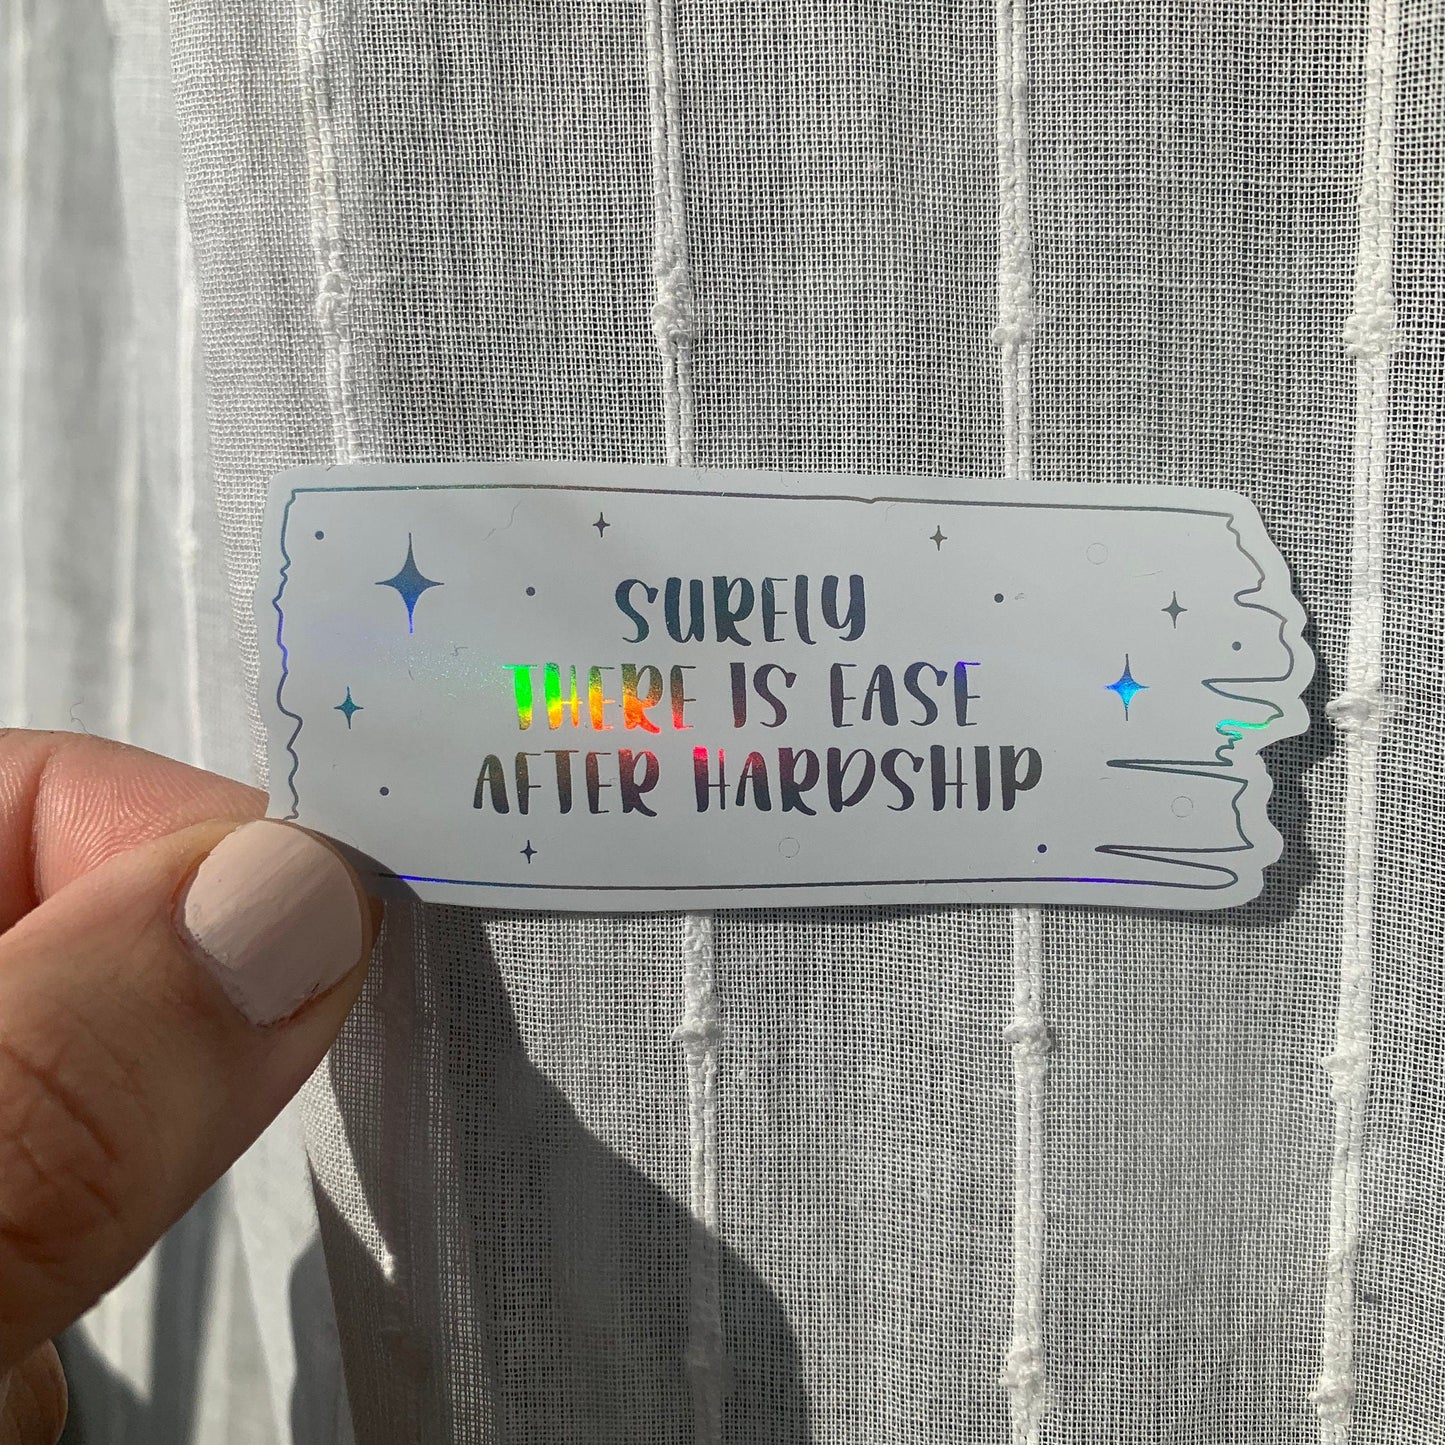 SURELY
THERE IS EASE
AFTER HARDSHIP